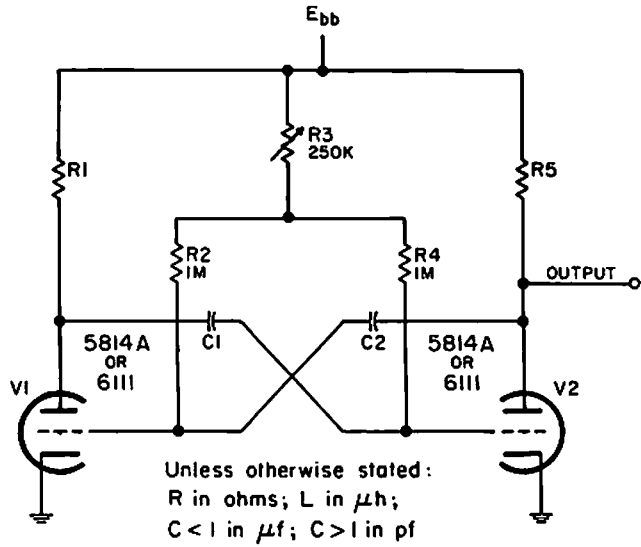 Ebb
R3
250K
R1
R5
R2
1M
R4
1M
OUTPUT
C1
C2
5814A
OR
6111
5814A
OR
6111
V1
V2
Unless otherwise stated:
R in ohms; L in μh;
C<1 in μf; C>1 in pf